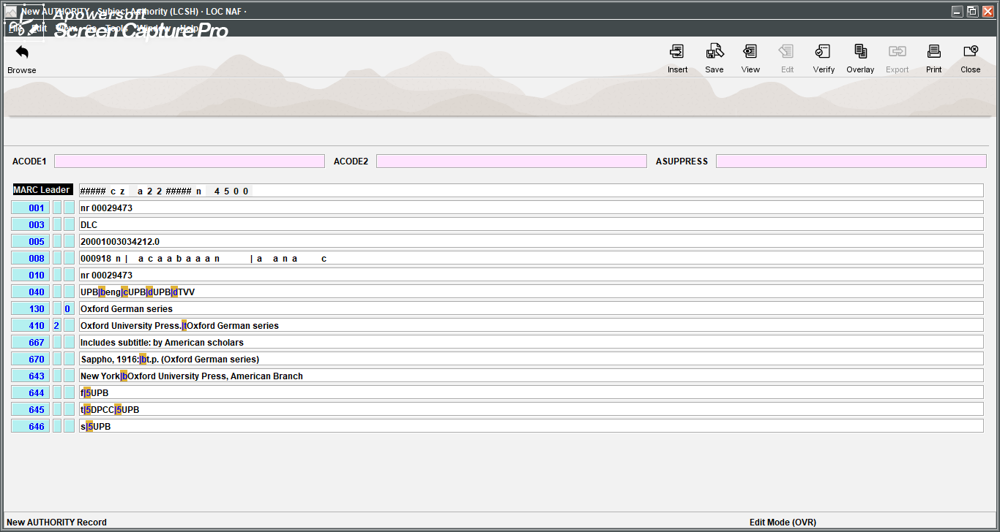 New AUTHORITY · Subject Authority (LCSH) · LOC NAF ·
Apowersoft
Screen Capture Pro
File Edit View Go Tools Window Help
Browse
Insert Save View Edit Verify Overlay Export Print Close
ACODE1 ACODE2 ASUPPRESS
MARC Leader ##### c z a 2 2 ##### n 4 5 0 0
001 nr 00029473
003 DLC
005 20001003034212.0
008 000918 n | a c a a b a a a n | a a n a c
010 nr 00029473
040 UPB|beng|cUPB|dUPB|dTVV
130 0 Oxford German series
410 2 Oxford University Press.|tOxford German series
667 Includes subtitle: by American scholars
670 Sappho, 1916:|bt.p. (Oxford German series)
643 New York|bOxford University Press, American Branch
644 f|5UPB
645 t|5DPCC|5UPB
646 s|5UPB
New AUTHORITY Record Edit Mode (OVR)